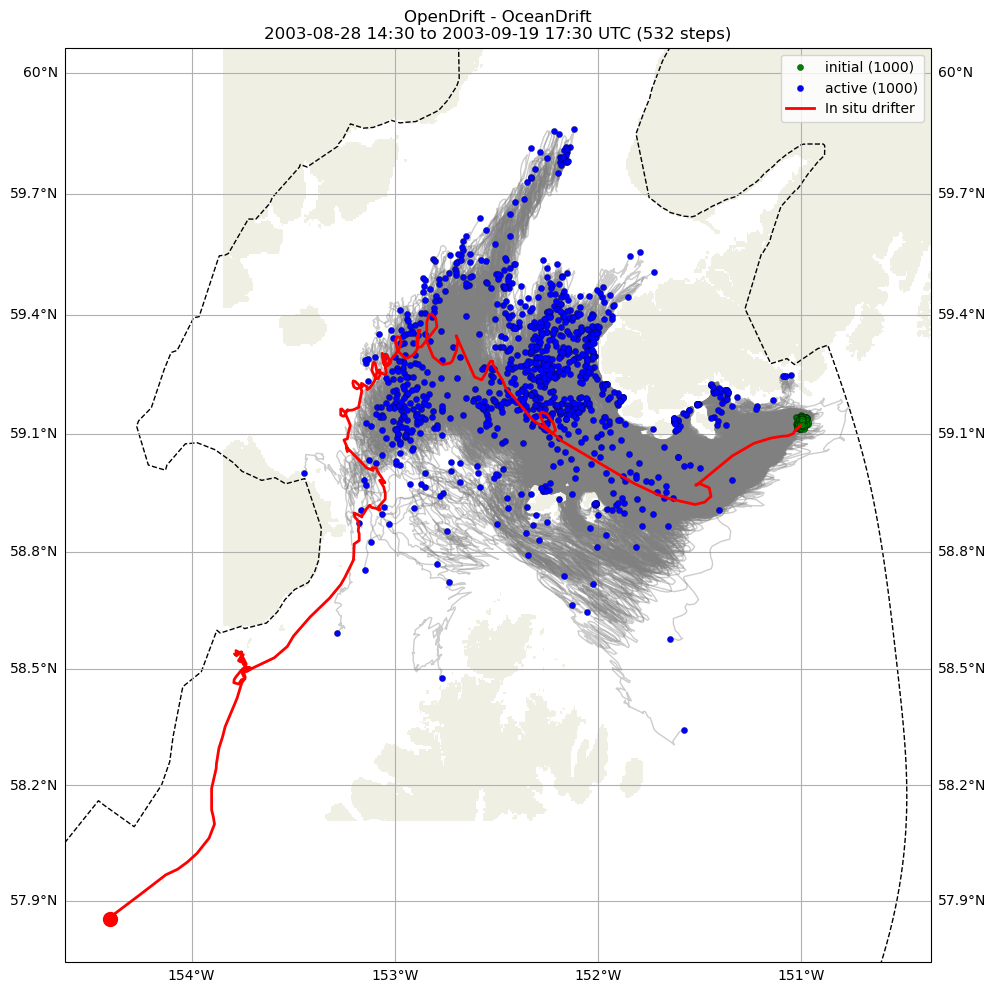 OpenDrift - OceanDrift
2003-08-28 14:30 to 2003-09-19 17:30 UTC (532 steps)
initial (1000)
active (1000)
In situ drifter
60°N
60°N
59.7°N
59.7°N
59.4°N
59.4°N
59.1°N
59.1°N
58.8°N
58.8°N
58.5°N
58.5°N
58.2°N
58.2°N
57.9°N
57.9°N
154°W
153°W
152°W
151°W